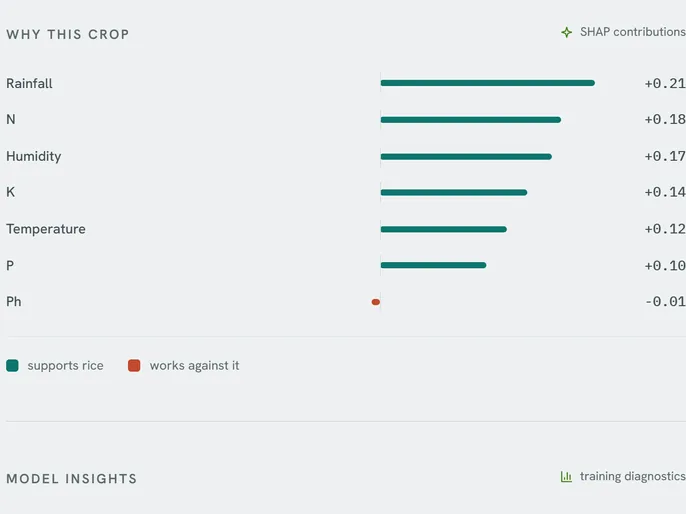 WHY THIS CROP
SHAP contributions
Rainfall +0.21
N +0.18
Humidity +0.17
K +0.14
Temperature +0.12
P +0.10
Ph -0.01
supports rice works against it
MODEL INSIGHTS
training diagnostics